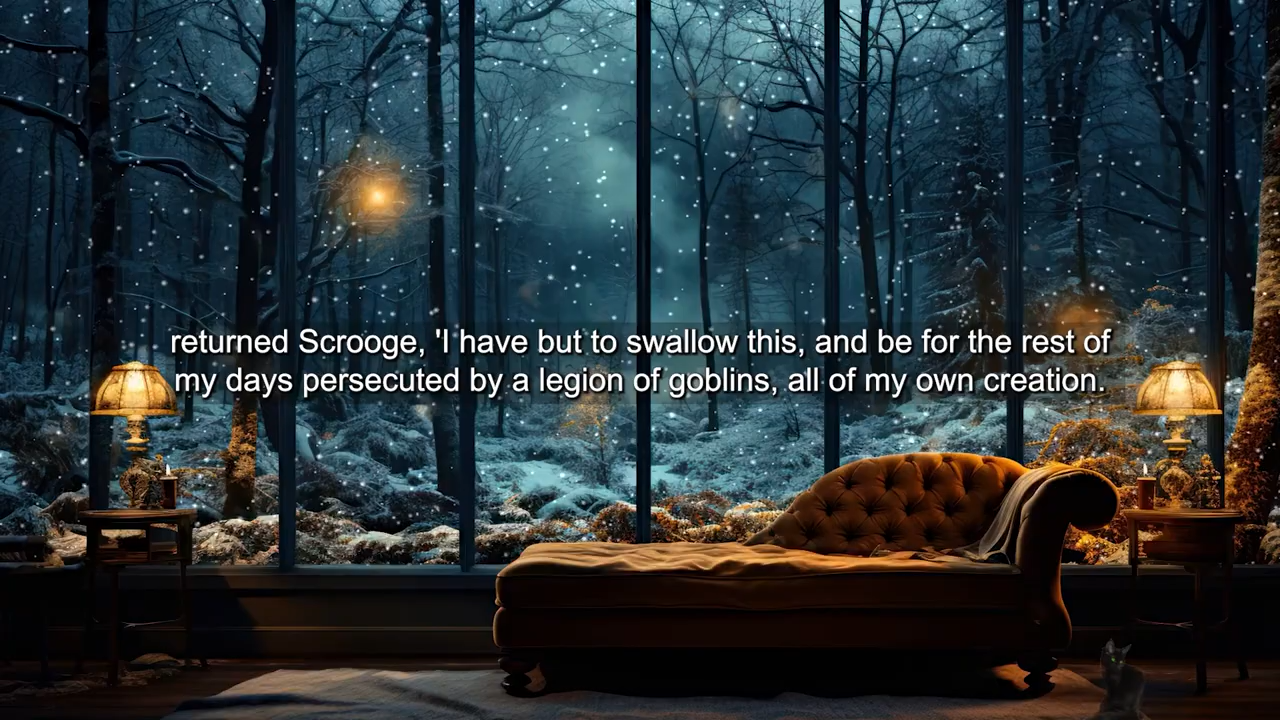 returned Scrooge, 'I have but to swallow this, and be for the rest of
my days persecuted by a legion of goblins, all of my own creation.